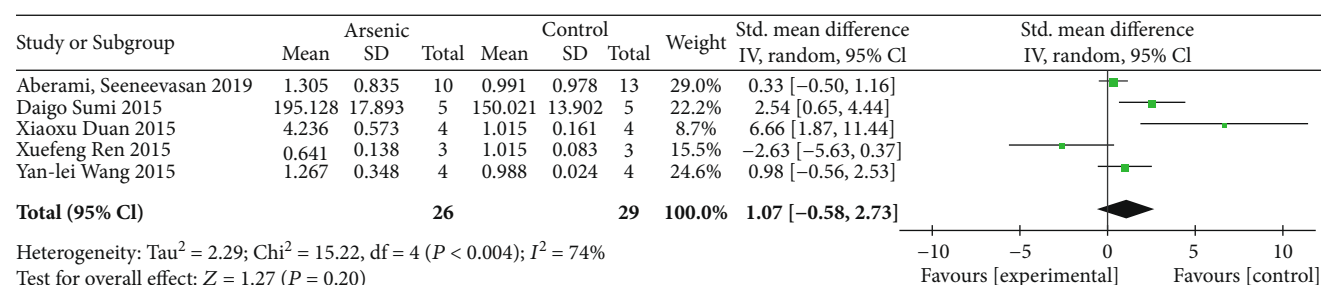 Study or Subgroup Arsenic Control Weight Std. mean difference Std. mean difference
Mean SD Total Mean SD Total IV, random, 95% Cl IV, random, 95% Cl
Aberami, Seeneevasan 2019 1.305 0.835 10 0.991 0.978 13 29.0% 0.33 [−0.50, 1.16]
Daigo Sumi 2015 195.128 17.893 5 150.021 13.902 5 22.2% 2.54 [0.65, 4.44]
Xiaoxu Duan 2015 4.236 0.573 4 1.015 0.161 4 8.7% 6.66 [1.87, 11.44]
Xuefeng Ren 2015 0.641 0.138 3 1.015 0.083 3 15.5% −2.63 [−5.63, 0.37]
Yan-lei Wang 2015 1.267 0.348 4 0.988 0.024 4 24.6% 0.98 [−0.56, 2.53]
Total (95% Cl) 26 29 100.0% 1.07 [−0.58, 2.73]
Heterogeneity: Tau² = 2.29; Chi² = 15.22, df = 4 (P < 0.004); I² = 74%
Test for overall effect: Z = 1.27 (P = 0.20)
−10 −5 0 5 10
Favours [experimental] Favours [control]